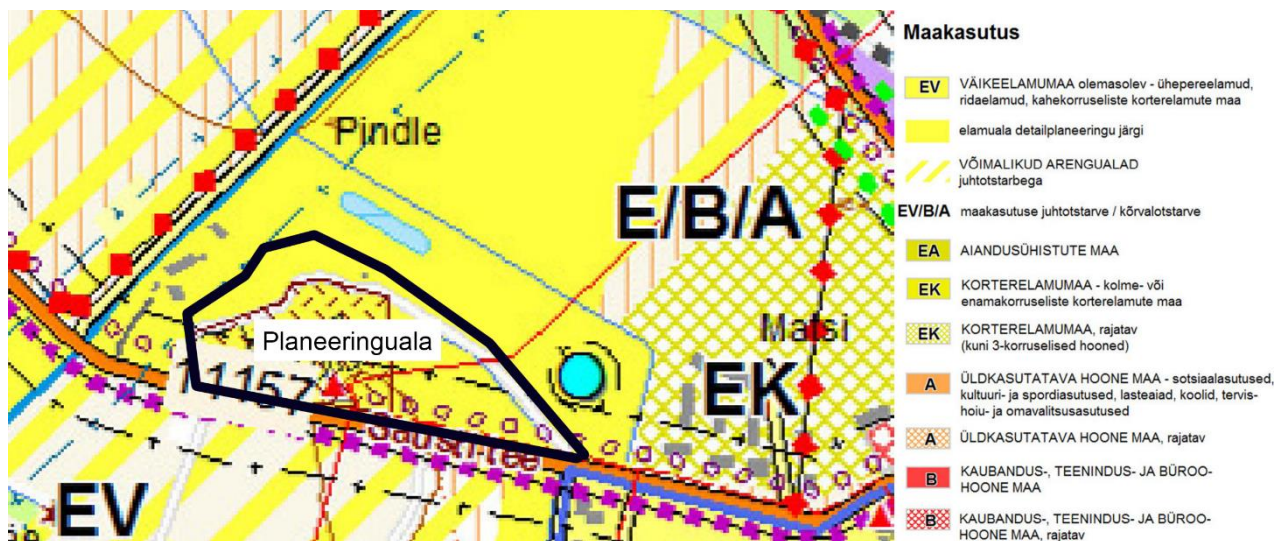 Pindle
E/B/A
Matsi
Planeeringuala
11157
EK
Sausti tee
EV
Maakasutus
EV
VÄIKEELAMUMAA olemasolev - ühepereelamud,
ridaelamud, kahekorruseliste korterelamute maa
elamuala detailplaneeringu järgi
VÕIMALIKUD ARENGUALAD
juhtotstarbega
EV/B/A maakasutuse juhtotstarve / kõrvalotstarve
EA AIANDUSÜHISTUTE MAA
EK
KORTERELAMUMAA - kolme- või
enamakorruseliste korterelamute maa
EK
KORTERELAMUMAA, rajatav
(kuni 3-korruselised hooned)
A
ÜLDKASUTATAVA HOONE MAA - sotsiaalasutused,
kultuuri- ja spordiasutused, lasteaiad, koolid, tervis-
hoiu- ja omavalitsusasutused
A ÜLDKASUTATAVA HOONE MAA, rajatav
B
KAUBANDUS-, TEENINDUS- JA BÜROO-
HOONE MAA
B
KAUBANDUS-, TEENINDUS- JA BÜROO-
HOONE MAA, rajatav